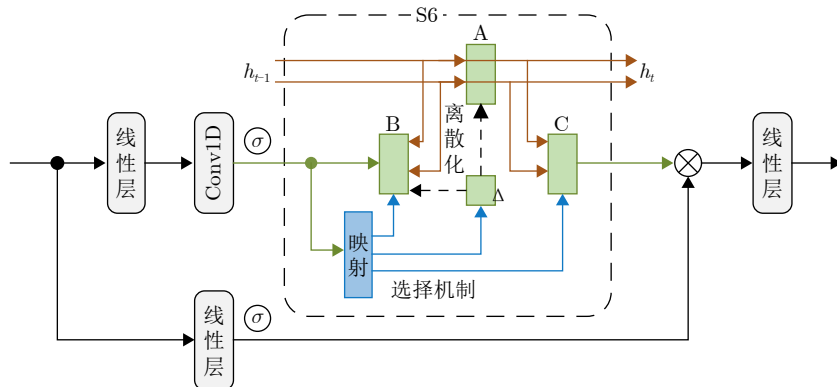 S6
A
h_{t-1}
h_t
离散化
B
C
线性层
Conv1D
σ
线性层
Δ
映射
选择机制
线性层
σ